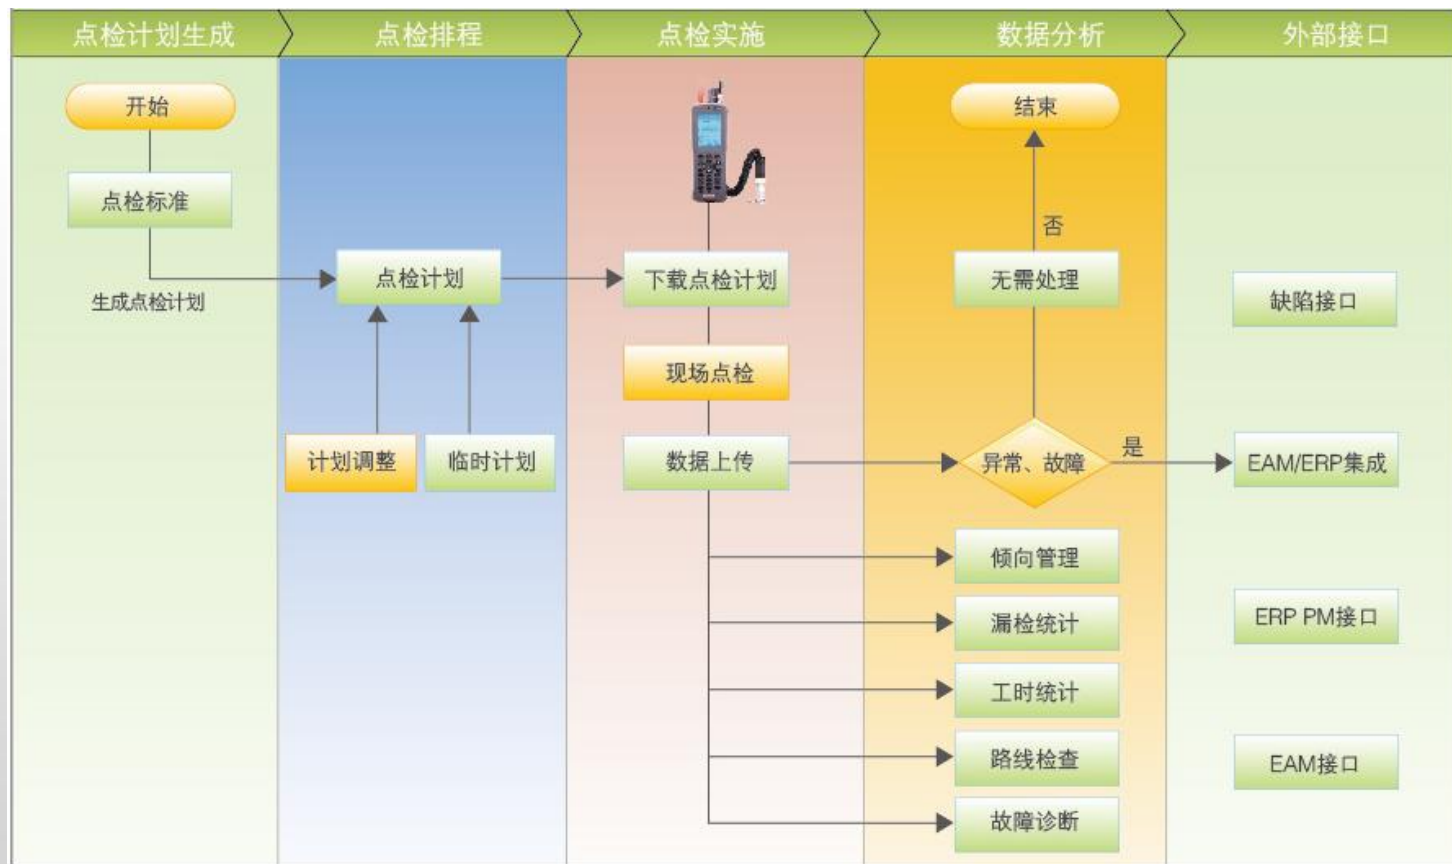 点检计划生成
点检排程
点检实施
数据分析
外部接口
开始
点检标准
生成点检计划
点检计划
计划调整
临时计划
下载点检计划
现场点检
数据上传
结束
否
无需处理
异常、故障
是
倾向管理
漏检统计
工时统计
路线检查
故障诊断
缺陷接口
EAM/ERP集成
ERP PM接口
EAM接口